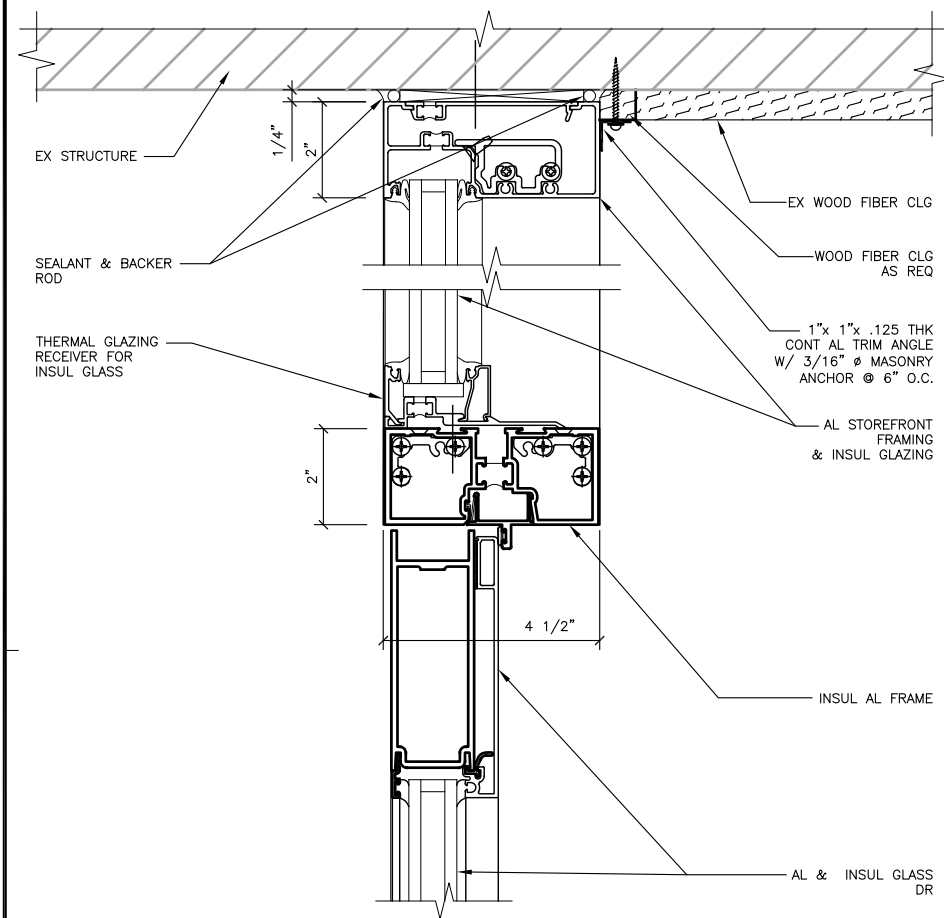 EX STRUCTURE
1/4"
2"
SEALANT & BACKER
ROD
THERMAL GLAZING
RECEIVER FOR
INSUL GLASS
2"
4 1/2"
EX WOOD FIBER CLG
WOOD FIBER CLG
AS REQ
1"x 1"x .125 THK
CONT AL TRIM ANGLE
W/ 3/16" ø MASONRY
ANCHOR @ 6" O.C.
AL STOREFRONT
FRAMING
& INSUL GLAZING
INSUL AL FRAME
AL & INSUL GLASS
DR